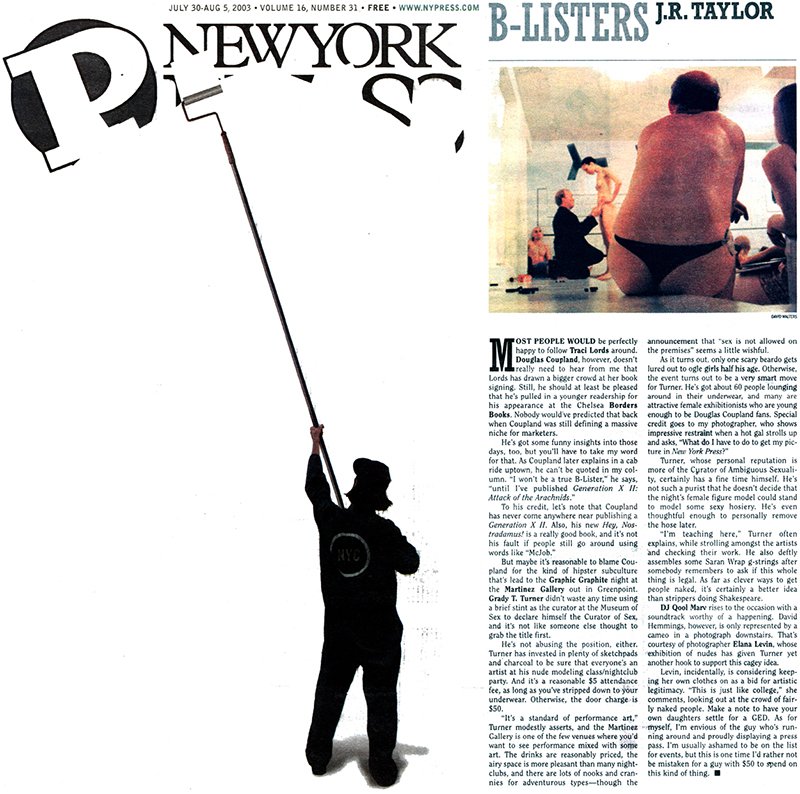 JULY 30-AUG 5, 2003 • VOLUME 16, NUMBER 31 • FREE • WWW.NYPRESS.COM
NEW YORK
P
NYC
B-LISTERS J.R. TAYLOR
DAVID WALTERS
MOST PEOPLE WOULD be perfectly
happy to follow Traci Lords around.
Douglas Coupland, however, doesn't
really need to hear from me that
Lords has drawn a bigger crowd at her book
signing. Still, he should at least be pleased
that he's pulled in a younger readership for
his appearance at the Chelsea Borders
Books. Nobody would've predicted that back
when Coupland was still defining a massive
niche for marketers.
He's got some funny insights into those
days, too, but you'll have to take my word
for that. As Coupland later explains in a cab
ride uptown, he can't be quoted in my col-
umn. "I won't be a true B-Lister," he says,
"until I've published Generation X II:
Attack of the Arachnids."
To his credit, let's note that Coupland
has never come anywhere near publishing a
Generation X II. Also, his new Hey, Nos-
tradamus! is a really good book, and it's not
his fault if people still go around using
words like "McJob."
But maybe it's reasonable to blame Cou-
pland for the kind of hipster subculture
that's lead to the Graphic Graphite night at
the Martinez Gallery out in Greenpoint.
Grady T. Turner didn't waste any time using
a brief stint as the curator at the Museum of
Sex to declare himself the Curator of Sex,
and it's not like someone else thought to
grab the title first.
He's not abusing the position, either.
Turner has invested in plenty of sketchpads
and charcoal to be sure that everyone's an
artist at his nude modeling class/nightclub
party. And it's a reasonable $5 attendance
fee, as long as you've stripped down to your
underwear. Otherwise, the door charge is
$50.
"It's a standard of performance art,"
Turner modestly asserts, and the Martinez
Gallery is one of the few venues where you'd
want to see performance mixed with some
art. The drinks are reasonably priced, the
airy space is more pleasant than many night-
clubs, and there are lots of nooks and cran-
nies for adventurous types—though the
announcement that "sex is not allowed on
the premises" seems a little wishful.
As it turns out, only one scary beardo gets
lured out to ogle girls half his age. Otherwise,
the event turns out to be a very smart move
for Turner. He's got about 60 people lounging
around in their underwear, and many are
attractive female exhibitionists who are young
enough to be Douglas Coupland fans. Special
credit goes to my photographer, who shows
impressive restraint when a hot gal strolls up
and asks, "What do I have to do to get my pic-
ture in New York Press?"
Turner, whose personal reputation is
more of the Curator of Ambiguous Sexuali-
ty, certainly has a fine time himself. He's
not such a purist that he doesn't decide that
the night's female figure model could stand
to model some sexy hosiery. He's even
thoughtful enough to personally remove
the hose later.
"I'm teaching here," Turner often
explains, while strolling amongst the artists
and checking their work. He also deftly
assembles some Saran Wrap g-strings after
somebody remembers to ask if this whole
thing is legal. As far as clever ways to get
people naked, it's certainly a better idea
than strippers doing Shakespeare.
DJ Qool Marv rises to the occasion with a
soundtrack worthy of a happening. David
Hemmings, however, is only represented by a
cameo in a photograph downstairs. That's
courtesy of photographer Elana Levin, whose
exhibition of nudes has given Turner yet
another hook to support this cagey idea.
Levin, incidentally, is considering keep-
ing her own clothes on as a bid for artistic
legitimacy. "This is just like college," she
comments, looking out at the crowd of fair-
ly naked people. Make a note to have your
own daughters settle for a GED. As for
myself, I'm envious of the guy who's run-
ning around and proudly displaying a press
pass. I'm usually ashamed to be on the list
for events, but this is one time I'd rather not
be mistaken for a guy with $50 to spend on
this kind of thing. ■